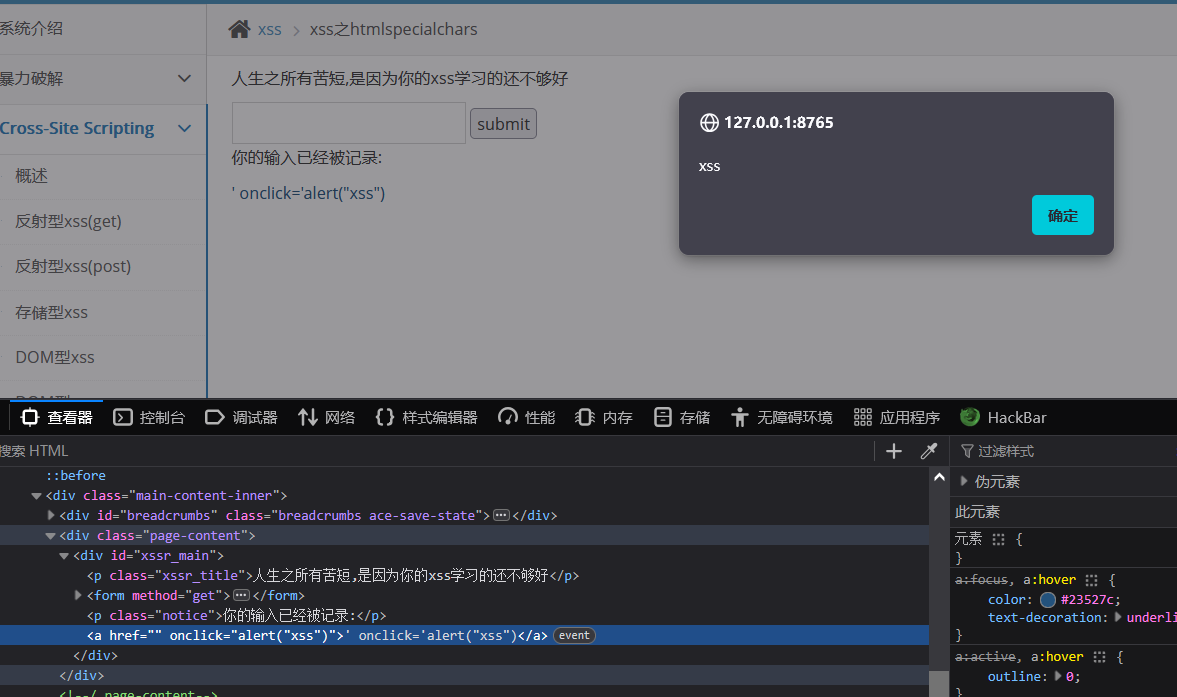 系统介绍
xss > xss之htmlspecialchars
暴力破解
人生之所有苦短,是因为你的xss学习的还不够好
127.0.0.1:8765
xss
确定
submit
Cross-Site Scripting
你的输入已经被记录:
概述
' onclick='alert("xss")
反射型xss(get)
反射型xss(post)
存储型xss
DOM型xss
查看器 控制台 调试器 网络 {} 样式编辑器 性能 内存 存储 无障碍环境 应用程序 HackBar
搜索 HTML
过滤样式
::before
<div class="main-content-inner">
<div id="breadcrumbs" class="breadcrumbs ace-save-state">…</div>
<div class="page-content">
<div id="xssr_main">
<p class="xssr_title">人生之所有苦短,是因为你的xss学习的还不够好</p>
<form method="get">…</form>
<p class="notice">你的输入已经被记录:</p>
<a href="" onclick="alert("xss")">' onclick='alert("xss")</a> event
</div>
</div>
<!--/.page-content-->
伪元素
此元素
元素 {
}
a:focus, a:hover {
color: #23527c;
text-decoration: underli
}
a:active, a:hover {
outline: 0;
}